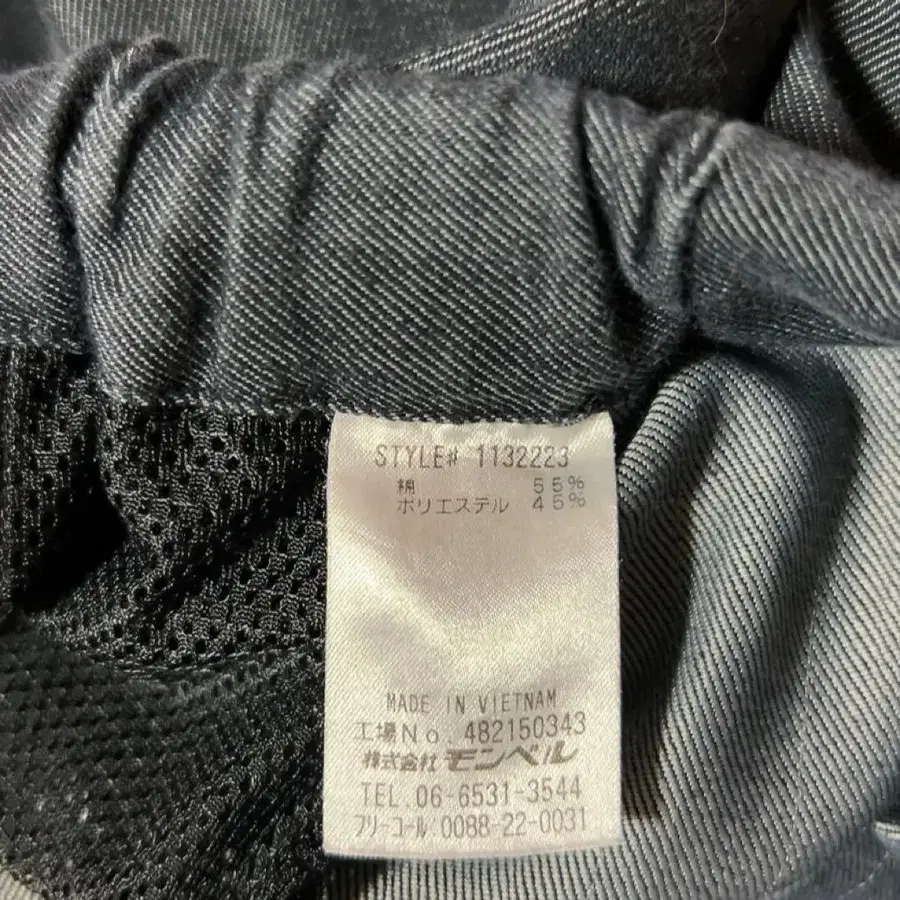 STYLE# 1132223
綿 55%
ポリエステル 45%
MADE IN VIETNAM
工場No. 482150343
株式会社 モンベル
TEL. 06-6531-3544
フリーコール:0088-22-0031